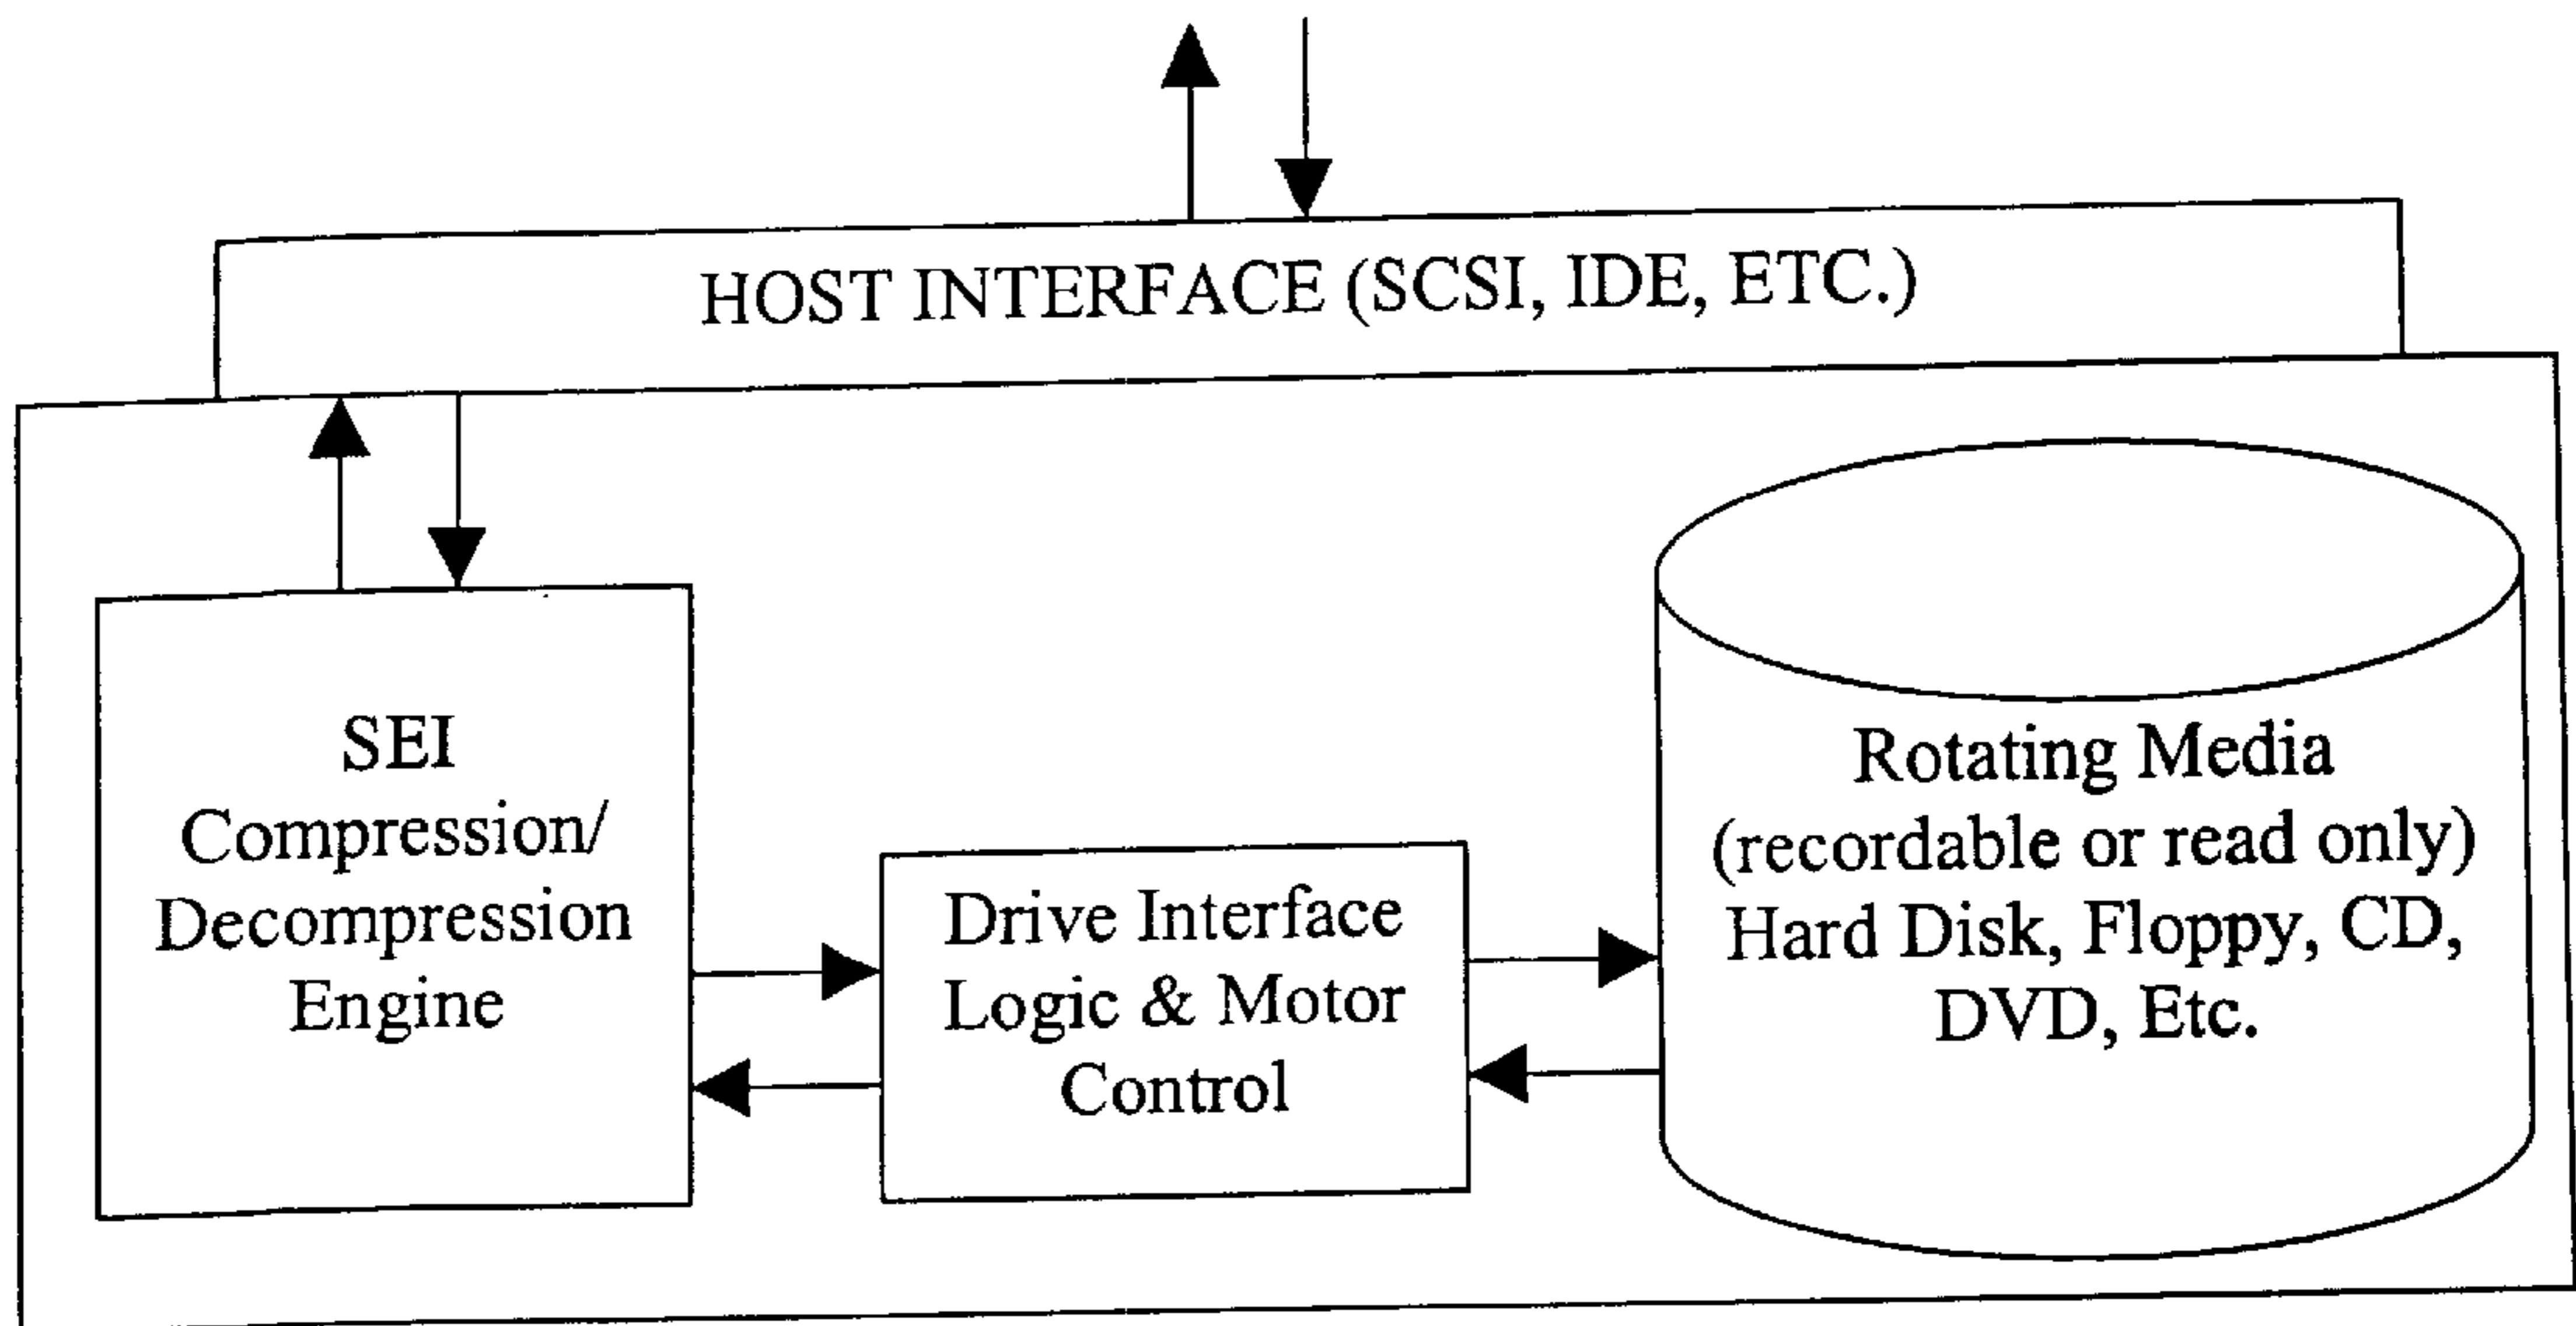 HOST INTERFACE (SCSI, IDE, ETC.)
SEI
Compression/
Decompression
Engine
Drive Interface
Logic & Motor
Control
Rotating Media
(recordable or read only)
Hard Disk, Floppy, CD,
DVD, Etc.